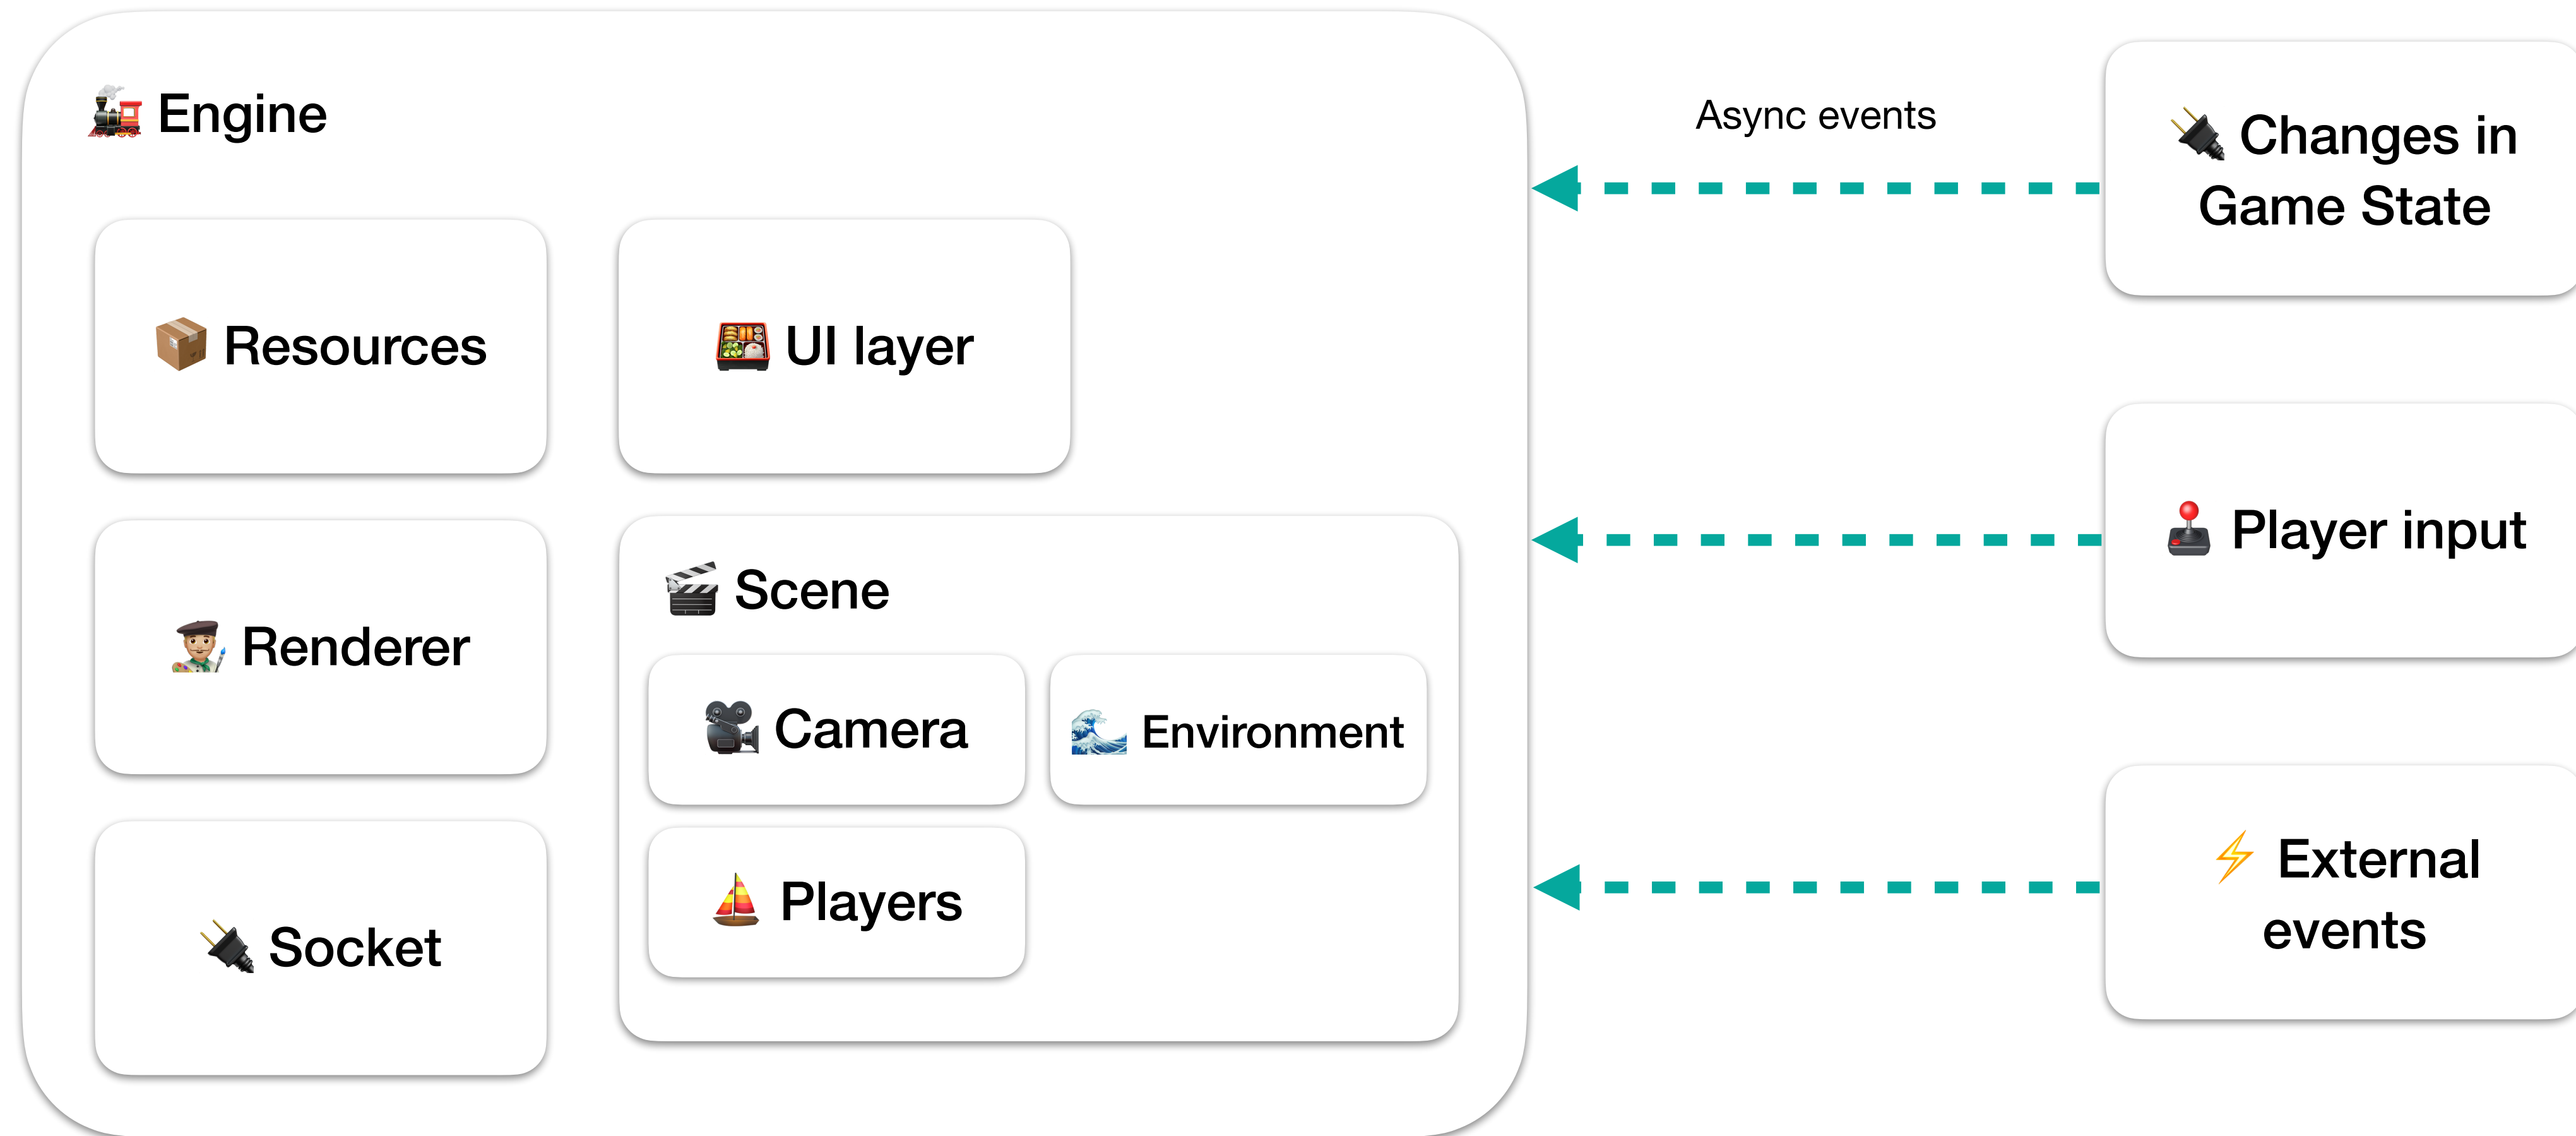 Engine
Resources
UI layer
Renderer
Scene
Camera
Environment
Players
Socket
Async events
Changes in
Game State
Player input
External
events